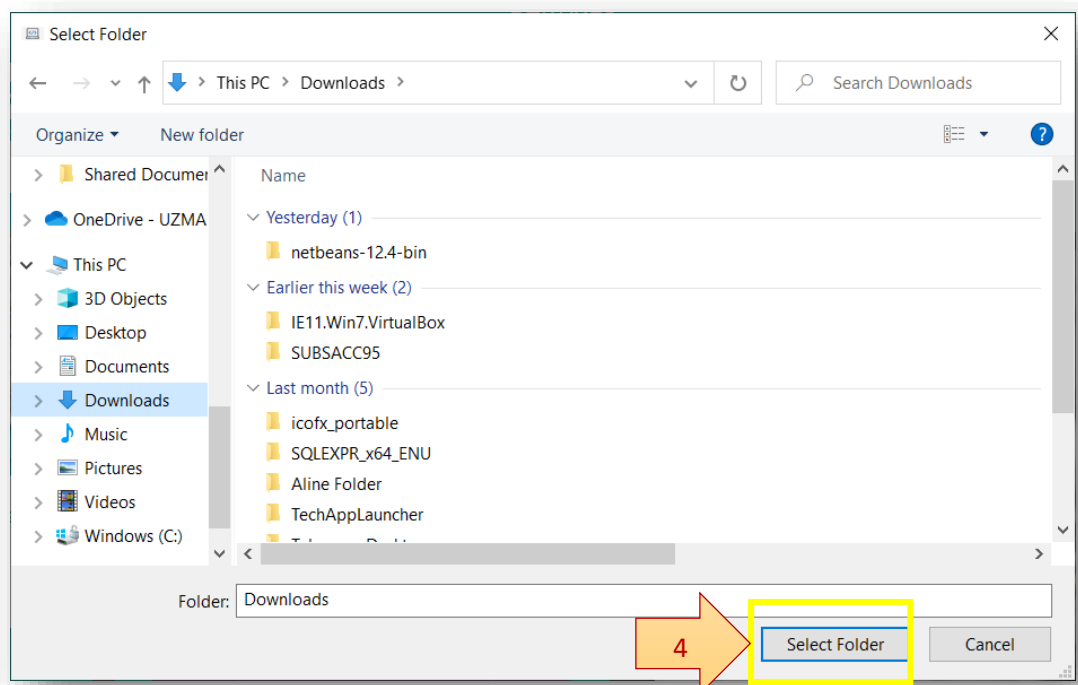 Select Folder
This PC > Downloads >
Search Downloads
Organize
New folder
?
Shared Documer
OneDrive - UZMA
This PC
3D Objects
Desktop
Documents
Downloads
Music
Pictures
Videos
Windows (C:)
Name
Yesterday (1)
netbeans-12.4-bin
Earlier this week (2)
IE11.Win7.VirtualBox
SUBSACC95
Last month (5)
icofx_portable
SQLEXPR_x64_ENU
Aline Folder
TechAppLauncher
Folder: Downloads
4
Select Folder
Cancel